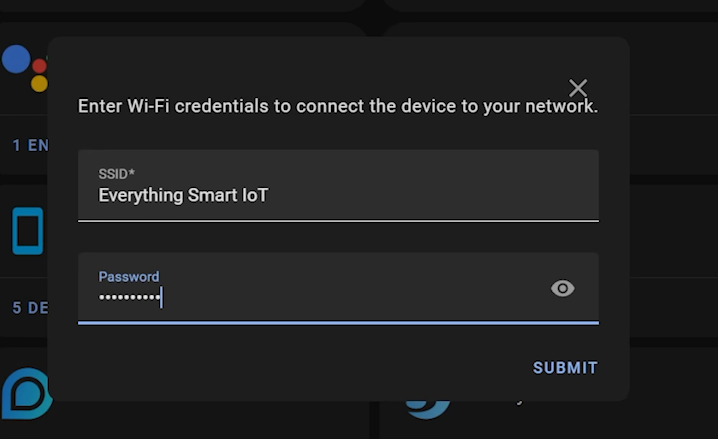 Enter Wi-Fi credentials to connect the device to your network.
1 EN
SSID*
Everything Smart IoT
Password
••••••••••
5 DE
SUBMIT